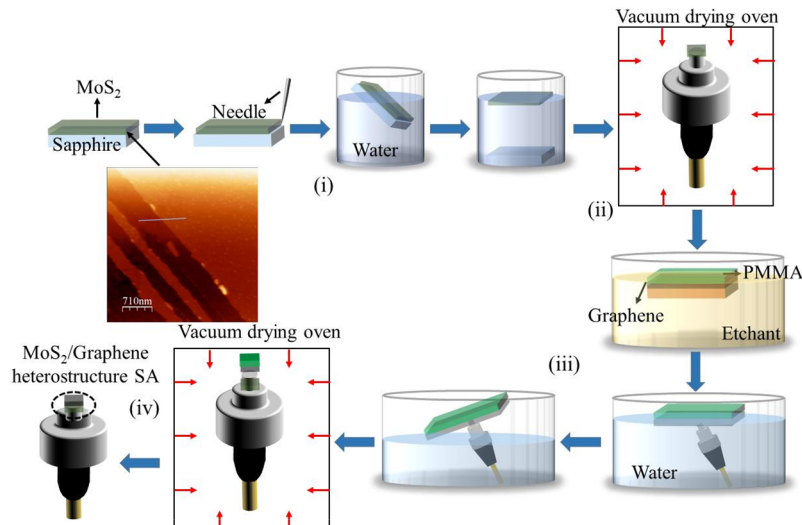 Vacuum drying oven
MoS₂
Needle
Sapphire
Water
(i)
(ii)
710nm
PMMA
Graphene
Etchant
Vacuum drying oven
MoS₂/Graphene
heterostructure SA
(iii)
(iv)
Water